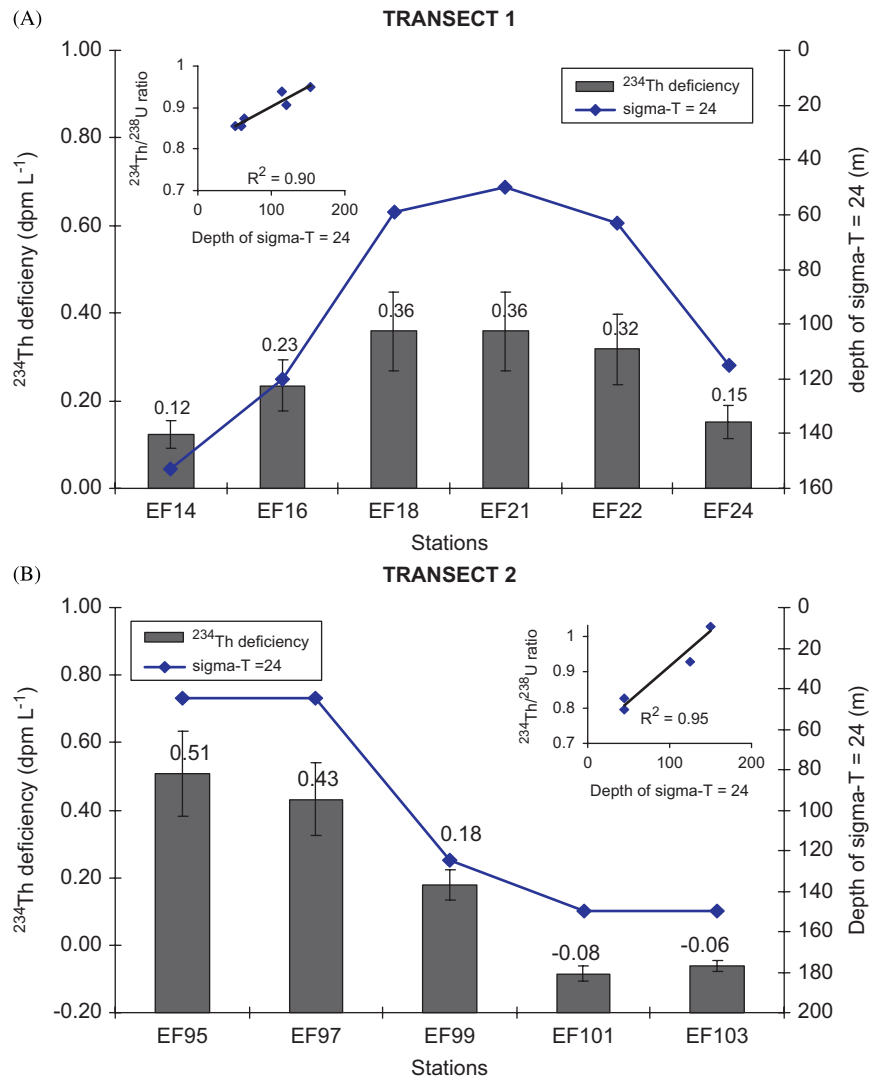 (A)
TRANSECT 1
1.00
0.80
0.60
0.40
0.20
0.00
²³⁴Th deficieny (dpm L⁻¹)
1
0.9
0.8
0.7
²³⁴Th/²³⁸U ratio
R² = 0.90
0 100 200
Depth of sigma-T = 24
²³⁴Th deficiency
sigma-T = 24
0.12
0.23
0.36
0.36
0.32
0.15
0
20
40
60
80
100
120
140
160
depth of sigma-T = 24 (m)
EF14 EF16 EF18 EF21 EF22 EF24
Stations
(B)
TRANSECT 2
1.00
0.80
0.60
0.40
0.20
0.00
-0.20
²³⁴Th deficiency (dpm L⁻¹)
²³⁴Th deficiency
sigma-T =24
1
0.9
0.8
0.7
²³⁴Th/²³⁸U ratio
R² = 0.95
0 100 200
Depth of sigma-T = 24
0.51
0.43
0.18
-0.08
-0.06
0
20
40
60
80
100
120
140
160
180
200
Depth of sigma-T = 24 (m)
EF95 EF97 EF99 EF101 EF103
Stations